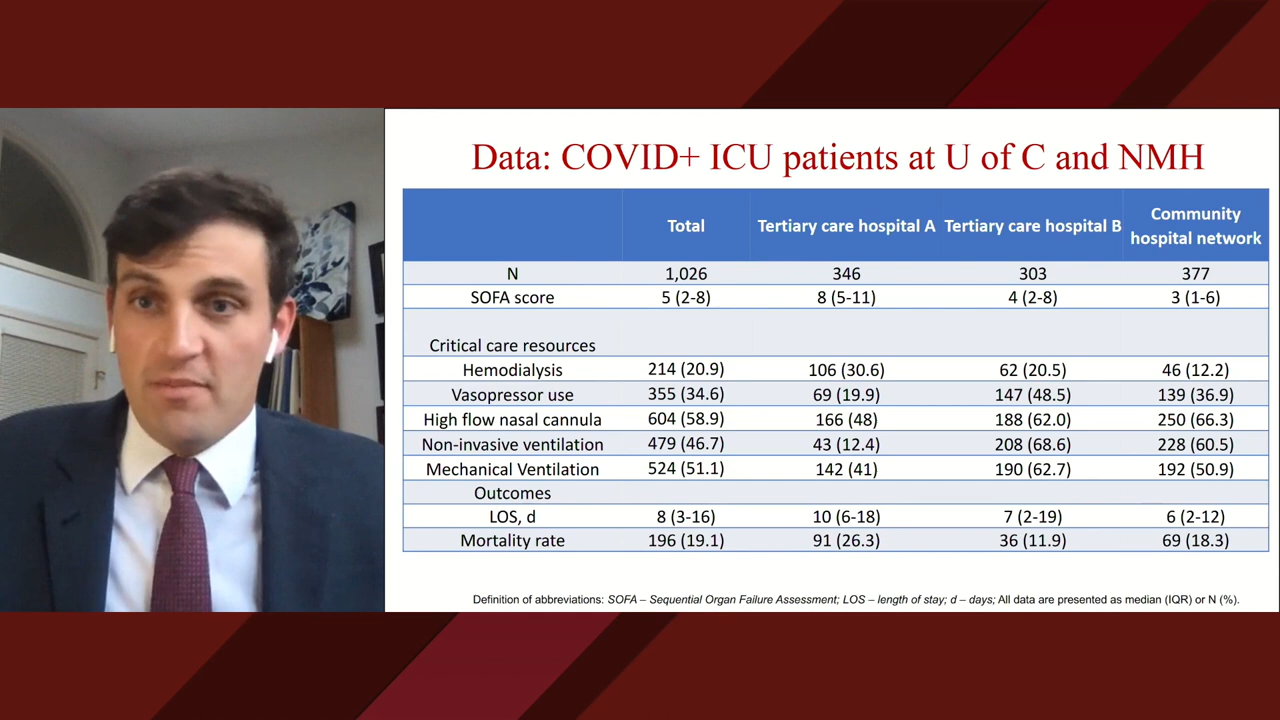 Data: COVID+ ICU patients at U of C and NMH
Total Tertiary care hospital A Tertiary care hospital B Community hospital network
N 1,026 346 303 377
SOFA score 5 (2-8) 8 (5-11) 4 (2-8) 3 (1-6)
Critical care resources
Hemodialysis 214 (20.9) 106 (30.6) 62 (20.5) 46 (12.2)
Vasopressor use 355 (34.6) 69 (19.9) 147 (48.5) 139 (36.9)
High flow nasal cannula 604 (58.9) 166 (48) 188 (62.0) 250 (66.3)
Non-invasive ventilation 479 (46.7) 43 (12.4) 208 (68.6) 228 (60.5)
Mechanical Ventilation 524 (51.1) 142 (41) 190 (62.7) 192 (50.9)
Outcomes
LOS, d 8 (3-16) 10 (6-18) 7 (2-19) 6 (2-12)
Mortality rate 196 (19.1) 91 (26.3) 36 (11.9) 69 (18.3)
Definition of abbreviations: SOFA – Sequential Organ Failure Assessment; LOS – length of stay; d – days; All data are presented as median (IQR) or N (%).